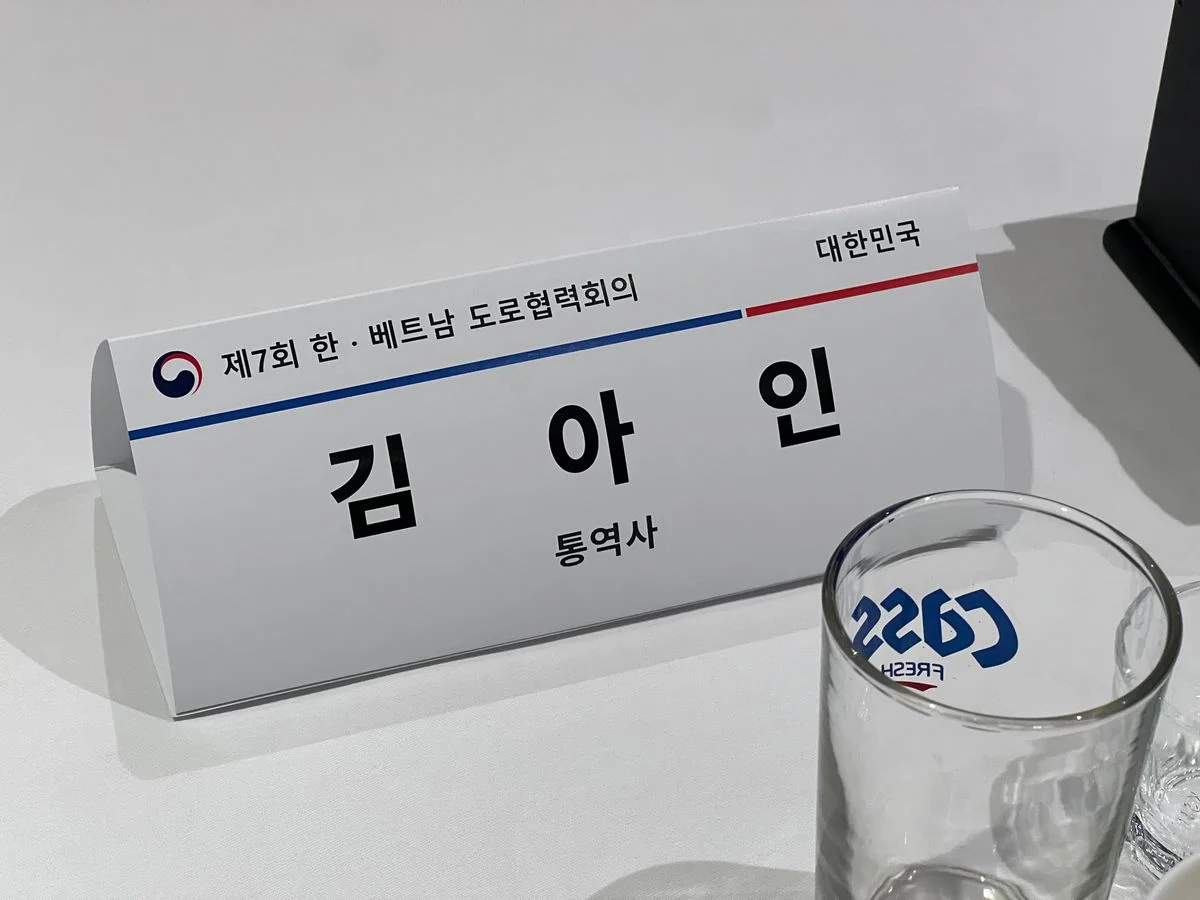 제7회 한 · 베트남 도로협력회의
대한민국
김 아 인
통역사
cass
FRESH